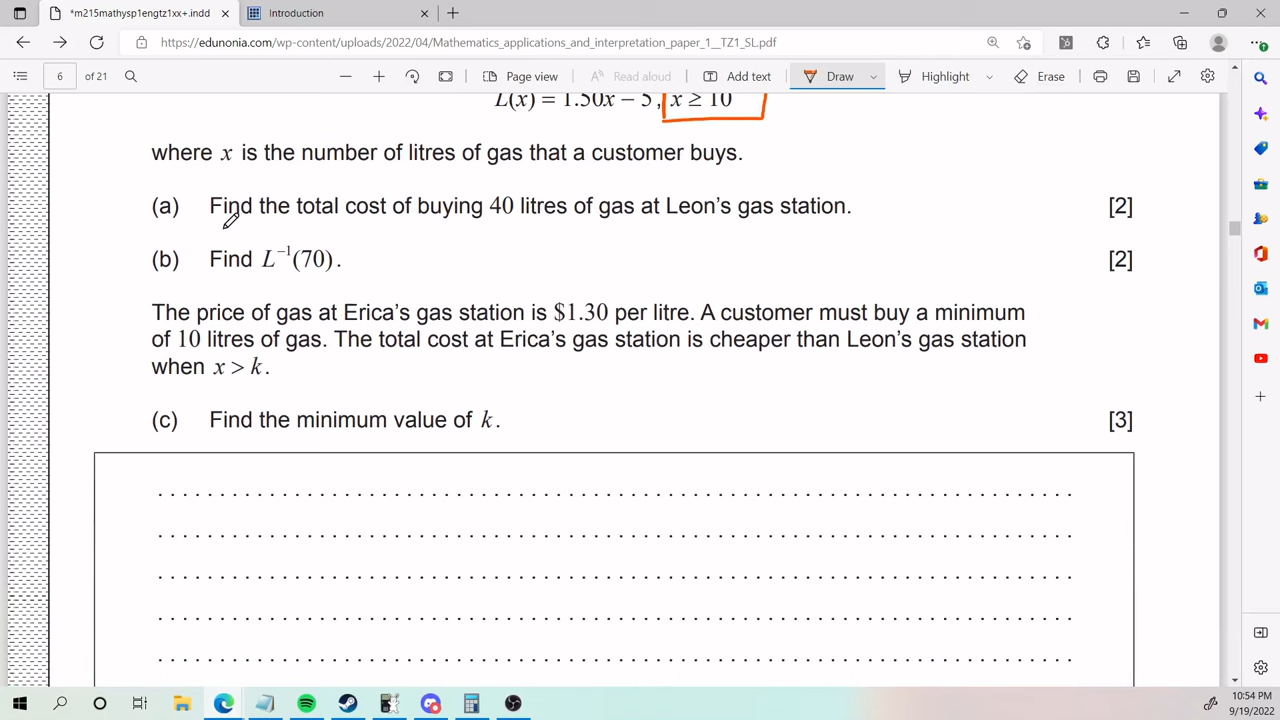 *m215mathysp1engtz1xx+.indd
Introduction
https://edunonia.com/wp-content/uploads/2022/04/Mathematics_applications_and_interpretation_paper_1__TZ1_SL.pdf
6 of 21
Page view
Read aloud
Add text
Draw
Highlight
Erase
L(x) = 1.50x − 5, x ≥ 10
where x is the number of litres of gas that a customer buys.
(a) Find the total cost of buying 40 litres of gas at Leon's gas station. [2]
(b) Find L⁻¹(70). [2]
The price of gas at Erica's gas station is $1.30 per litre. A customer must buy a minimum
of 10 litres of gas. The total cost at Erica's gas station is cheaper than Leon's gas station
when x > k.
(c) Find the minimum value of k. [3]
10:54 PM
9/19/2022